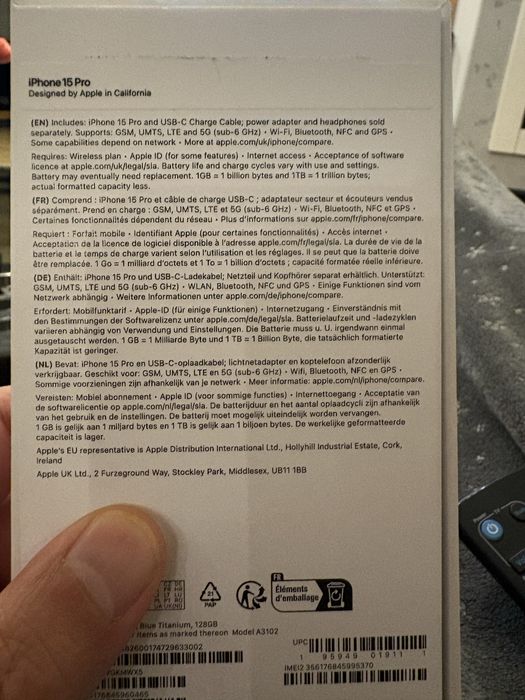 iPhone 15 Pro
Designed by Apple in California
(EN) Includes: iPhone 15 Pro and USB-C Charge Cable; power adapter and headphones sold
separately. Supports: GSM, UMTS, LTE and 5G (sub-6 GHz) • Wi-Fi, Bluetooth, NFC and GPS •
Some capabilities depend on network • More at apple.com/uk/iphone/compare.
Requires: Wireless plan • Apple ID (for some features) • Internet access • Acceptance of software
licence at apple.com/uk/legal/sla. Battery life and charge cycles vary with use and settings.
Battery may eventually need replacement. 1GB = 1 billion bytes and 1TB = 1 trillion bytes;
actual formatted capacity less.
(FR) Comprend : iPhone 15 Pro et câble de charge USB-C ; adaptateur secteur et écouteurs vendus
séparément. Prend en charge : GSM, UMTS, LTE et 5G (sub-6 GHz) • Wi-Fi, Bluetooth, NFC et GPS •
Certaines fonctionnalités dépendent du réseau • Plus d'informations sur apple.com/fr/iphone/compare.
Requiert : Forfait mobile • Identifiant Apple (pour certaines fonctionnalités) • Accès internet •
Acceptation de la licence de logiciel disponible à l'adresse apple.com/fr/legal/sla. La durée de vie de la
batterie et le temps de charge varient selon l'utilisation et les réglages. Il se peut que la batterie doive
être remplacée. 1 Go = 1 milliard d'octets et 1 To = 1 billion d'octets ; capacité formatée réelle inférieure.
(DE) Enthält: iPhone 15 Pro und USB-C-Ladekabel; Netzteil und Kopfhörer separat erhältlich. Unterstützt:
GSM, UMTS, LTE und 5G (sub-6 GHz) • WLAN, Bluetooth, NFC und GPS • Einige Funktionen sind vom
Netzwerk abhängig • Weitere Informationen unter apple.com/de/iphone/compare.
Erfordert: Mobilfunktarif • Apple-ID (für einige Funktionen) • Internetzugang • Einverständnis mit
den Bestimmungen der Softwarelizenz unter apple.com/de/legal/sla. Batterielaufzeit und -ladezyklen
variieren abhängig von Verwendung und Einstellungen. Die Batterie muss u. U. irgendwann einmal
ausgetauscht werden. 1 GB = 1 Milliarde Byte und 1 TB = 1 Billion Byte, die tatsächlich formatierte
Kapazität ist geringer.
(NL) Bevat: iPhone 15 Pro en USB-C-oplaadkabel; lichtnetadapter en koptelefoon afzonderlijk
verkrijgbaar. Geschikt voor: GSM, UMTS, LTE en 5G (sub-6 GHz) • Wifi, Bluetooth, NFC en GPS •
Sommige voorzieningen zijn afhankelijk van je netwerk • Meer informatie: apple.com/nl/iphone/compare.
Vereisten: Mobiel abonnement • Apple ID (voor sommige functies) • Internettoegang • Acceptatie van
de softwarelicentie op apple.com/nl/legal/sla. De batterijduur en het aantal oplaadcycli zijn afhankelijk
van het gebruik en de instellingen. De batterij moet mogelijk uiteindelijk worden vervangen.
1 GB is gelijk aan 1 miljard bytes en 1 TB is gelijk aan 1 biljoen bytes. De werkelijke geformatteerde
capaciteit is lager.
Apple's EU representative is Apple Distribution International Ltd., Hollyhill Industrial Estate, Cork,
Ireland
Apple UK Ltd., 2 Furzeground Way, Stockley Park, Middlesex, UB11 1BB
21
PAP
FR
Éléments
d'emballage
Blue Titanium, 128GB
items as marked thereon Model A3102
UPC
1 95949 01911 1
IMEI2 356176845995370